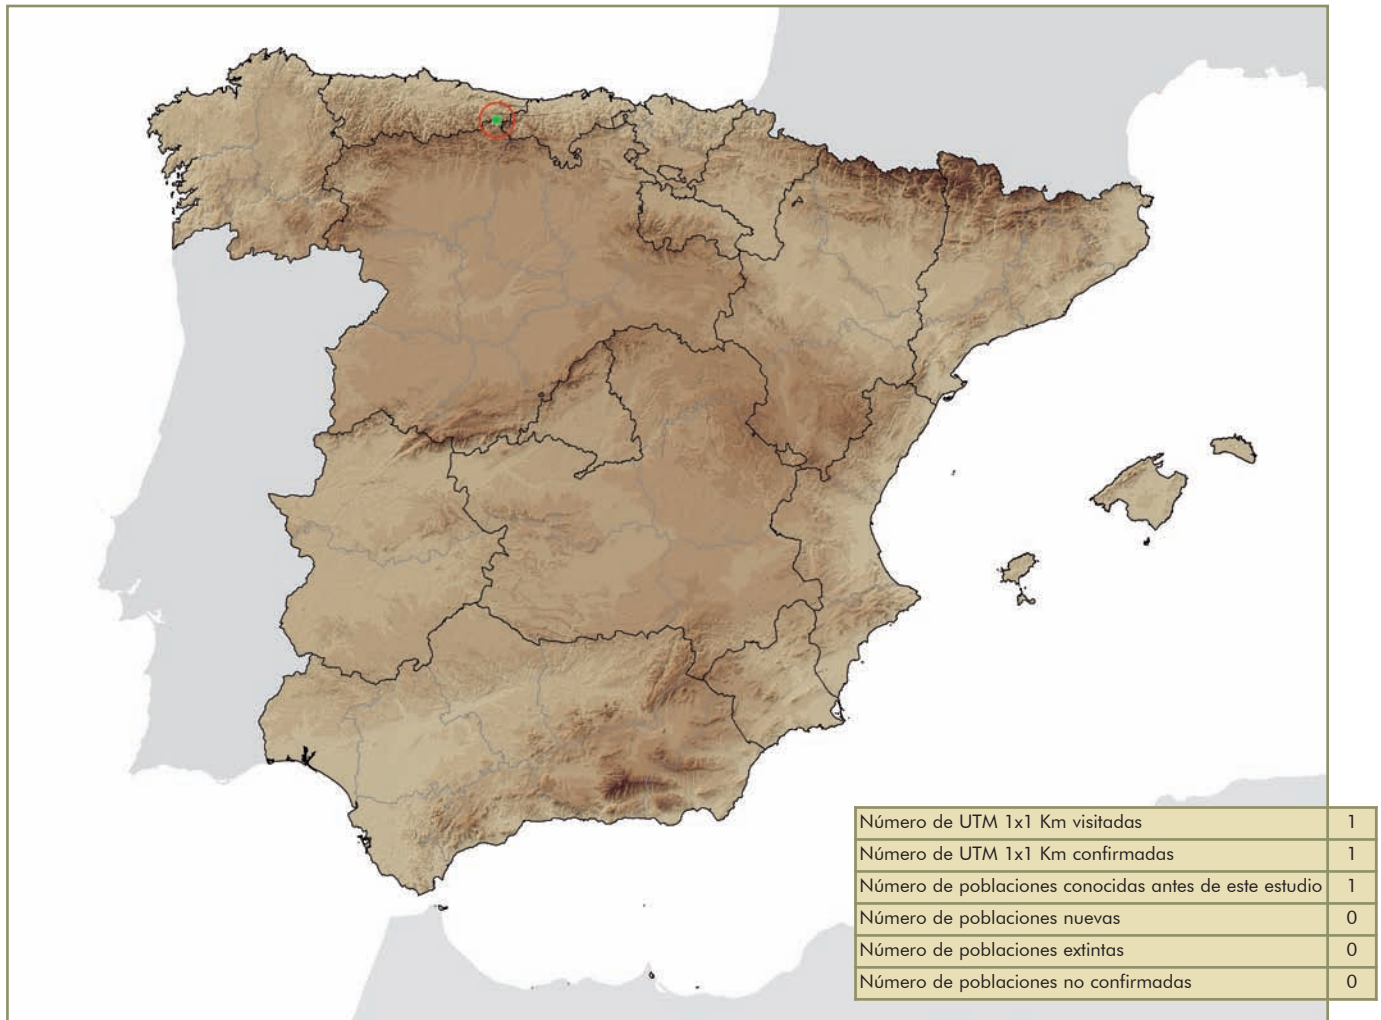 Número de UTM 1x1 Km visitadas 1
Número de UTM 1x1 Km confirmadas 1
Número de poblaciones conocidas antes de este estudio 1
Número de poblaciones nuevas 0
Número de poblaciones extintas 0
Número de poblaciones no confirmadas 0